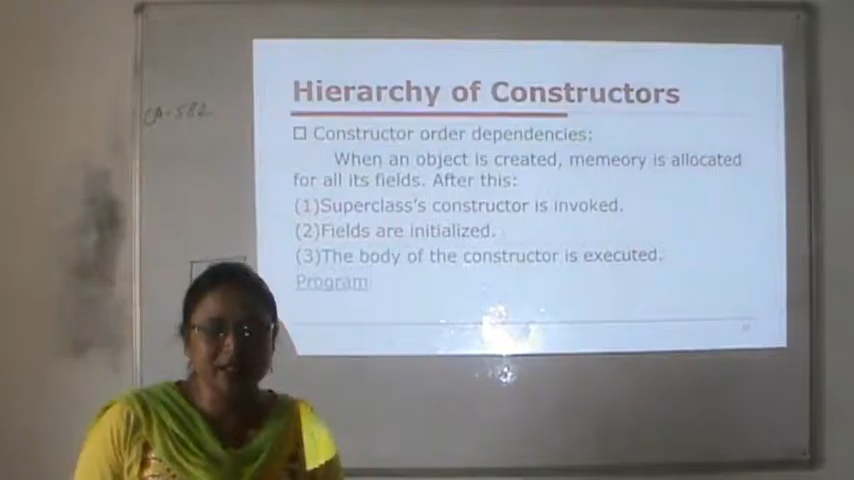 Hierarchy of Constructors
Constructor order dependencies:
When an object is created, memeory is allocated
for all its fields. After this:
(1)Superclass's constructor is invoked.
(2)Fields are initialized.
(3)The body of the constructor is executed.
Program